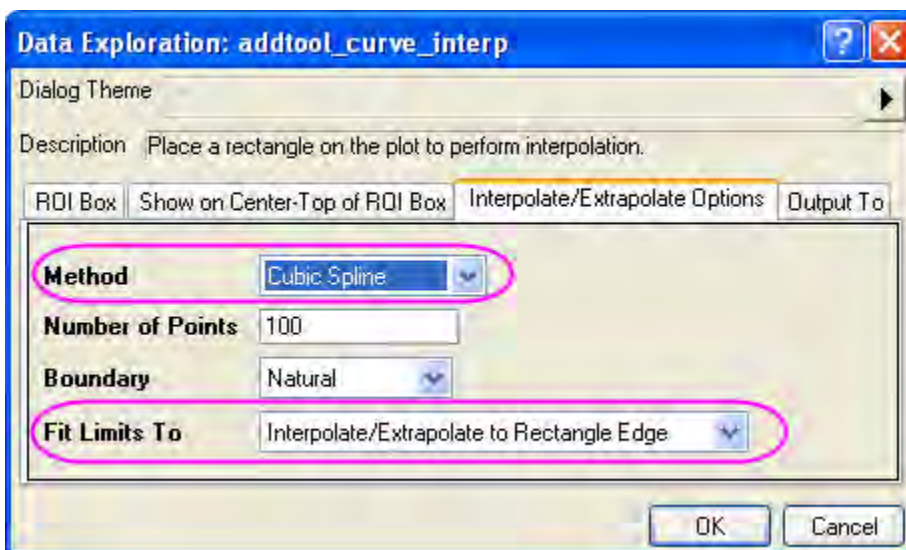 Data Exploration: addtool_curve_interp
Dialog Theme
Description Place a rectangle on the plot to perform interpolation.
ROI Box Show on Center-Top of ROI Box Interpolate/Extrapolate Options Output To
Method Cubic Spline
Number of Points 100
Boundary Natural
Fit Limits To Interpolate/Extrapolate to Rectangle Edge
OK Cancel